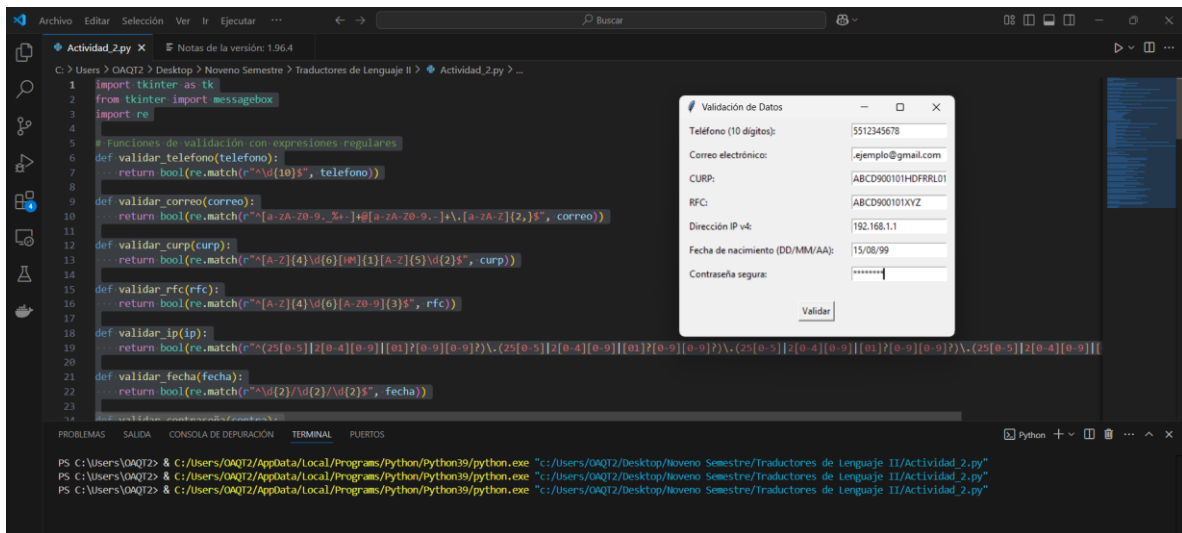 Archivo Editar Selección Ver Ir Ejecutar ··· Buscar
Actividad_2.py Notas de la versión: 1.96.4
C: > Users > OAQT2 > Desktop > Noveno Semestre > Traductores de Lenguaje II > Actividad_2.py > ...
1 import tkinter as tk
2 from tkinter import messagebox
3 import re
4
5 # Funciones de validación con expresiones regulares
6 def validar_telefono(telefono):
7 return bool(re.match(r"^\d{10}$", telefono))
8
9 def validar_correo(correo):
10 return bool(re.match(r"^[a-zA-Z0-9._%+-]+@[a-zA-Z0-9.-]+\.[a-zA-Z]{2,}$", correo))
11
12 def validar_curp(curp):
13 return bool(re.match(r"^[A-Z]{4}\d{6}[HM]{1}[A-Z]{5}\d{2}$", curp))
14
15 def validar_rfc(rfc):
16 return bool(re.match(r"^[A-Z]{4}\d{6}[A-Z0-9]{3}$", rfc))
17
18 def validar_ip(ip):
19 return bool(re.match(r"^(25[0-5]|2[0-4][0-9]|[01]?[0-9][0-9]?)\.(25[0-5]|2[0-4][0-9]|[01]?[0-9][0-9]?)\.(25[0-5]|2[0-4][0-9]|[01]?[0-9][0-9]?)\.(25[0-5]|2[0-4][0-9]|[
20
21 def validar_fecha(fecha):
22 return bool(re.match(r"^\d{2}/\d{2}/\d{2}$", fecha))
23
24 def validar_contraseña(contra):
Validación de Datos
Teléfono (10 dígitos): 5512345678
Correo electrónico: .ejemplo@gmail.com
CURP: ABCD900101HDFRRL01
RFC: ABCD900101XYZ
Dirección IP v4: 192.168.1.1
Fecha de nacimiento (DD/MM/AA): 15/08/99
Contraseña segura: ********
Validar
4
PROBLEMAS SALIDA CONSOLA DE DEPURACIÓN TERMINAL PUERTOS Python
PS C:\Users\OAQT2> & C:/Users/OAQT2/AppData/Local/Programs/Python/Python39/python.exe "c:/Users/OAQT2/Desktop/Noveno Semestre/Traductores de Lenguaje II/Actividad_2.py"
PS C:\Users\OAQT2> & C:/Users/OAQT2/AppData/Local/Programs/Python/Python39/python.exe "c:/Users/OAQT2/Desktop/Noveno Semestre/Traductores de Lenguaje II/Actividad_2.py"
PS C:\Users\OAQT2> & C:/Users/OAQT2/AppData/Local/Programs/Python/Python39/python.exe "c:/Users/OAQT2/Desktop/Noveno Semestre/Traductores de Lenguaje II/Actividad_2.py"